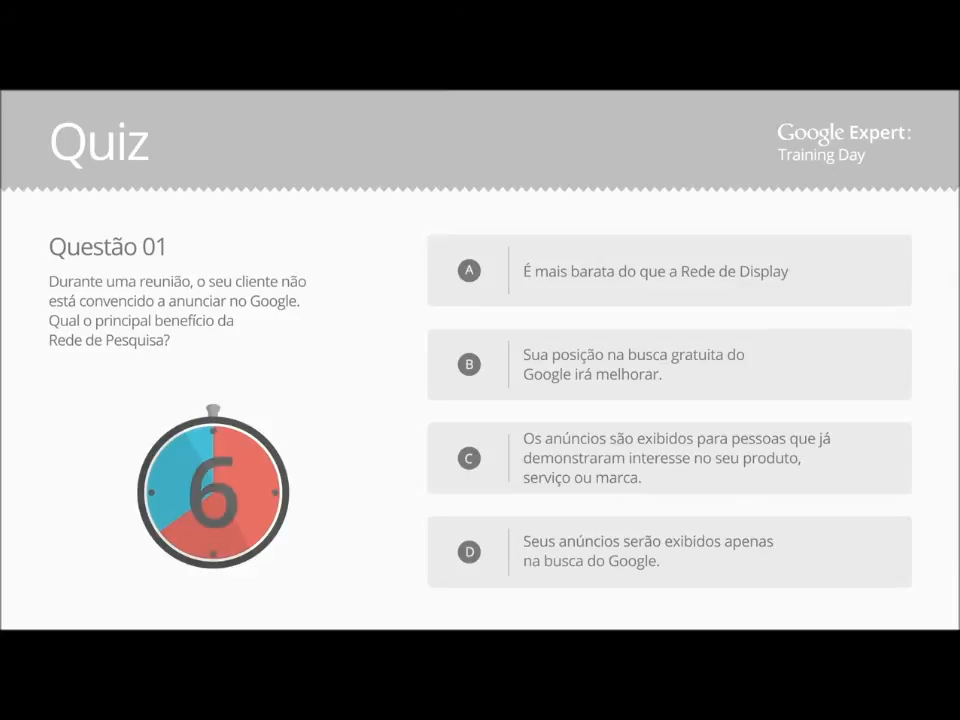 Quiz
Google Expert:
Training Day
Questão 01
Durante uma reunião, o seu cliente não
está convencido a anunciar no Google.
Qual o principal benefício da
Rede de Pesquisa?
6
A
É mais barata do que a Rede de Display
B
Sua posição na busca gratuita do
Google irá melhorar.
C
Os anúncios são exibidos para pessoas que já
demonstraram interesse no seu produto,
serviço ou marca.
D
Seus anúncios serão exibidos apenas
na busca do Google.